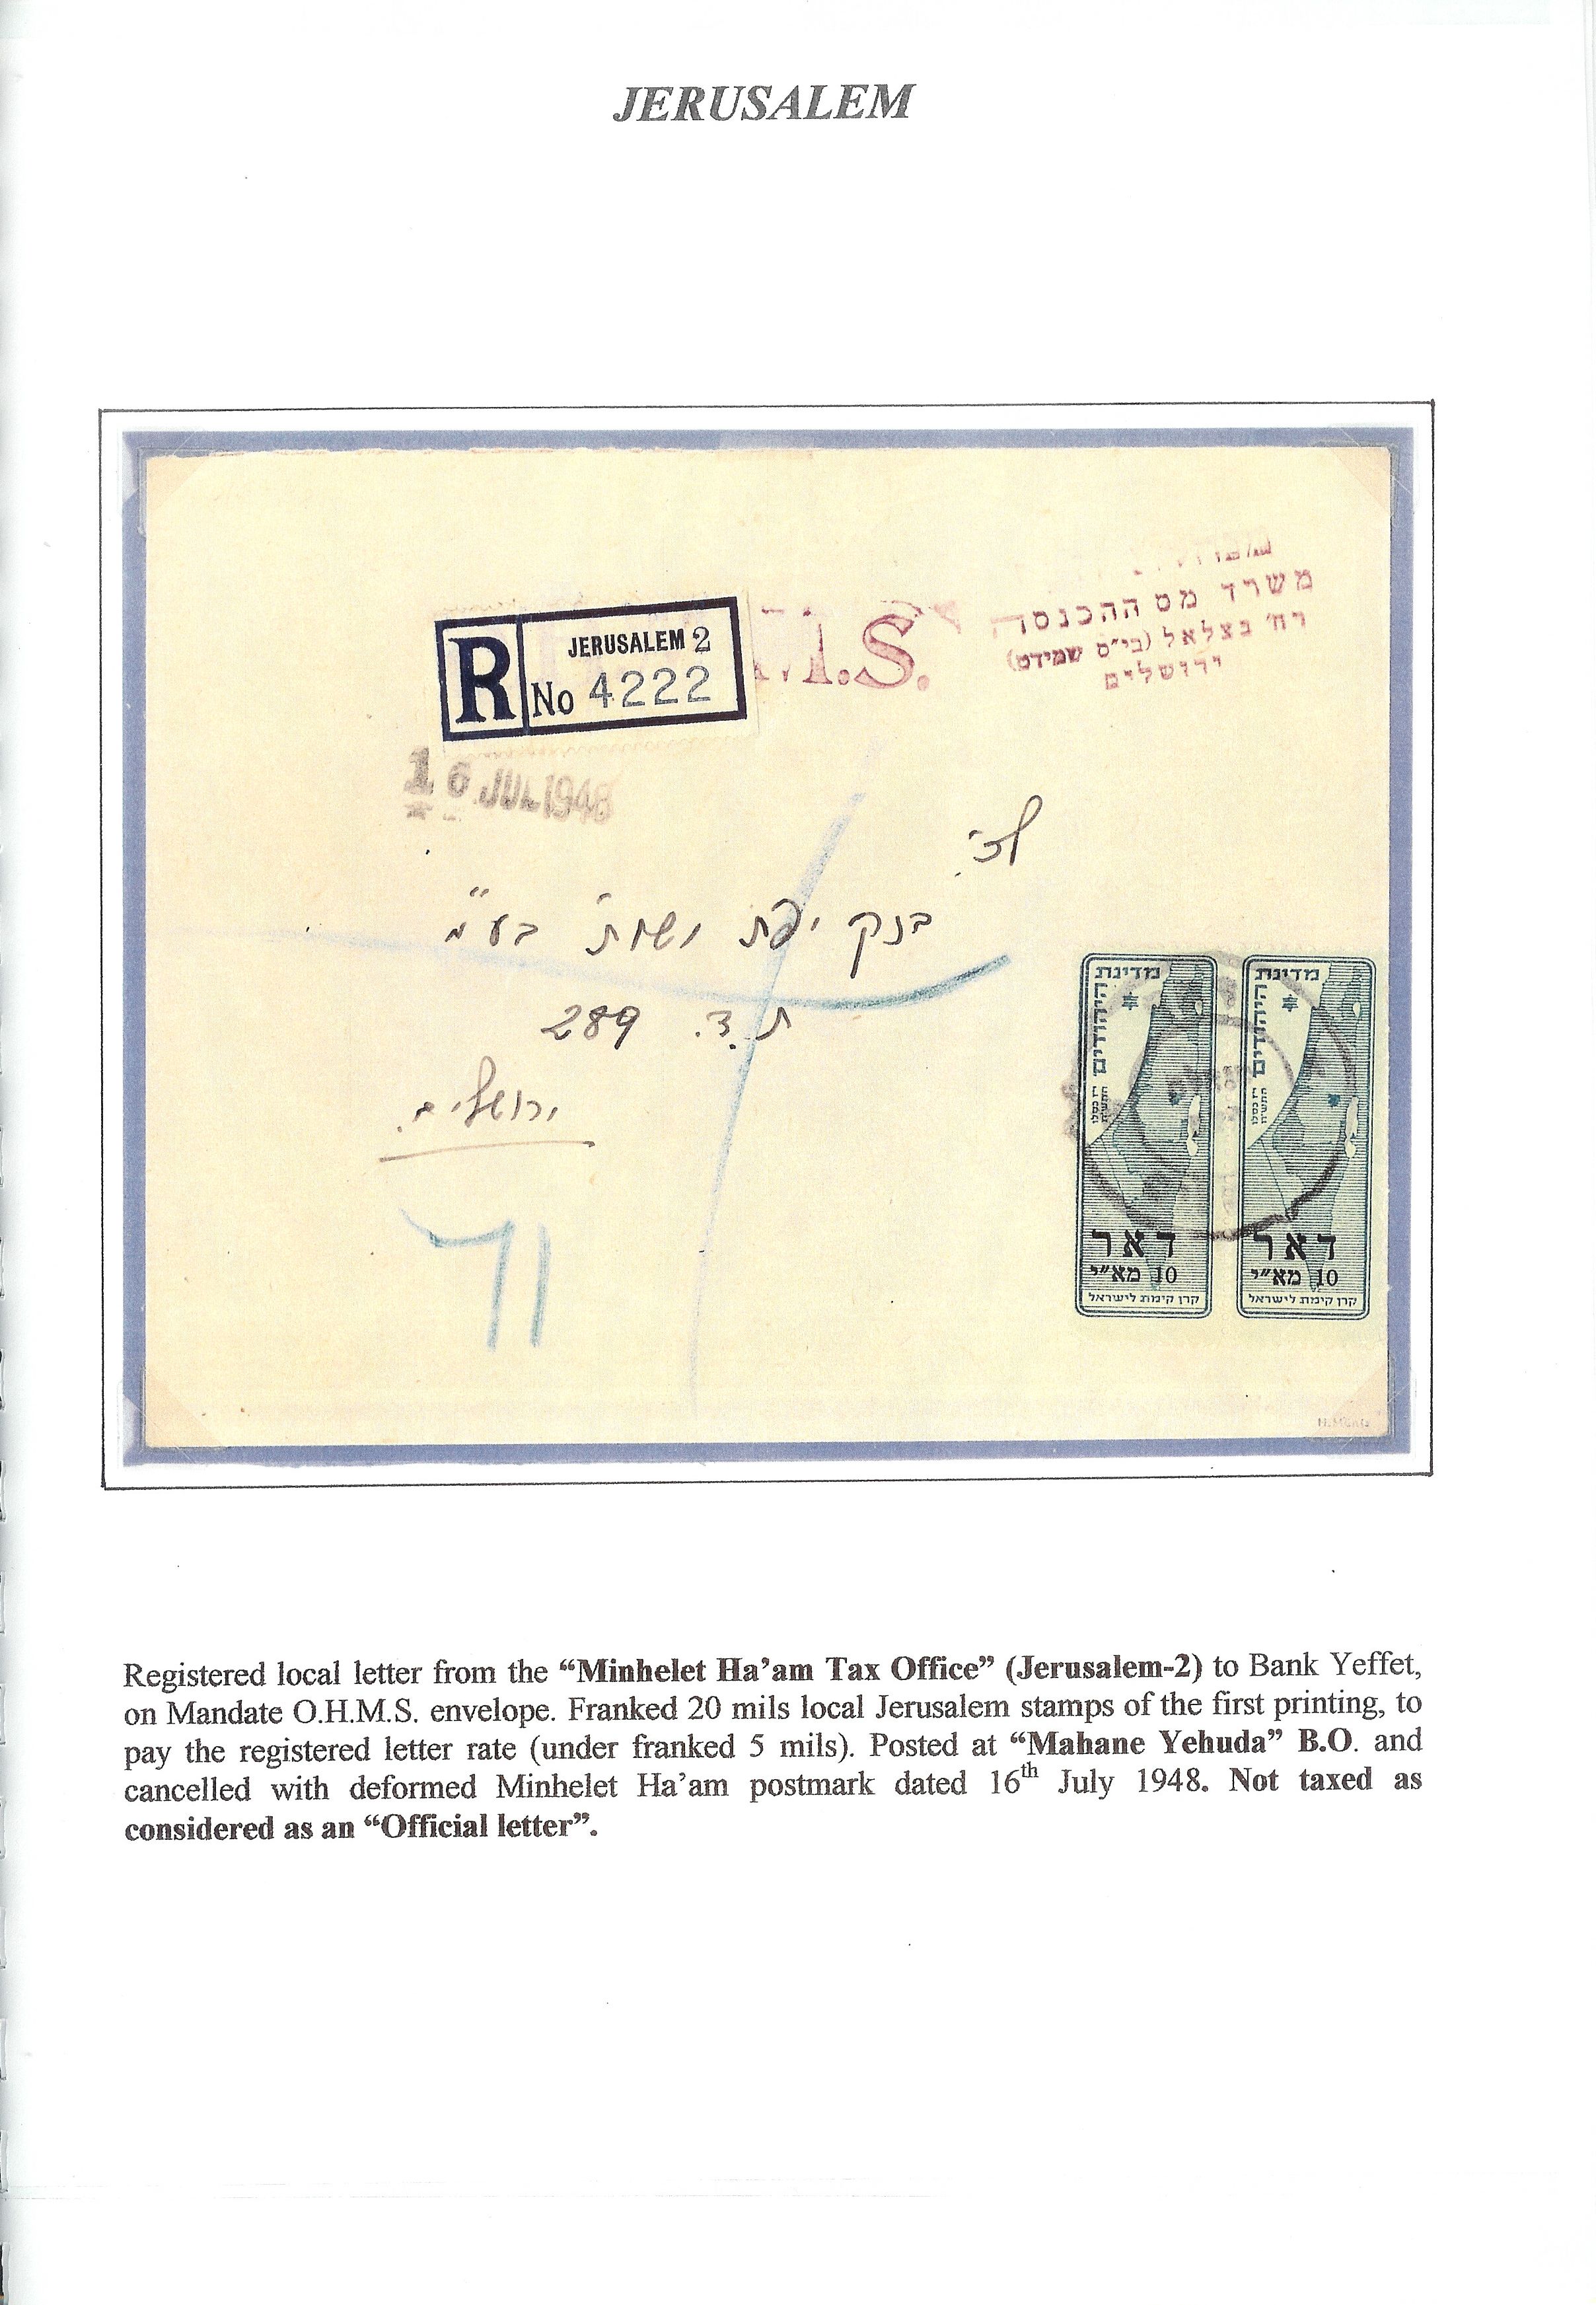 JERUSALEM
משרד מס ההכנסה
רח' בצלאל (בי"ס שמידט)
ירושלים
M.S.
R
JERUSALEM 2
No 4222
16 JUL 1948
לכ'
בנק יפת ושות' בע"מ
ת.ד. 289
ירושלים.
מדינת היהודים
דאר
10 מא"י
קרן קימת לישראל
מדינת היהודים
דאר
10 מא"י
קרן קימת לישראל
Registered local letter from the “Minhelet Ha’am Tax Office” (Jerusalem-2) to Bank Yeffet,
on Mandate O.H.M.S. envelope. Franked 20 mils local Jerusalem stamps of the first printing, to
pay the registered letter rate (under franked 5 mils). Posted at “Mahane Yehuda” B.O. and
cancelled with deformed Minhelet Ha’am postmark dated 16th July 1948. Not taxed as
considered as an “Official letter”.